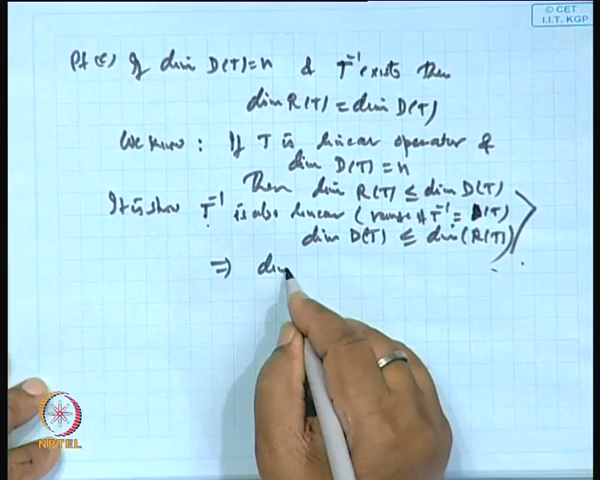 © CET
I.I.T. KGP
Pf (c) If dim D(T) = n & T⁻¹ exists then
dim R(T) = dim D(T)
We know : If T is linear operator &
dim D(T) = n
Then dim R(T) ≤ dim D(T)
It is show T⁻¹ is also linear (range of T⁻¹ = D(T)
dim D(T) ≤ dim (R(T))
⇒ dim
NPTEL